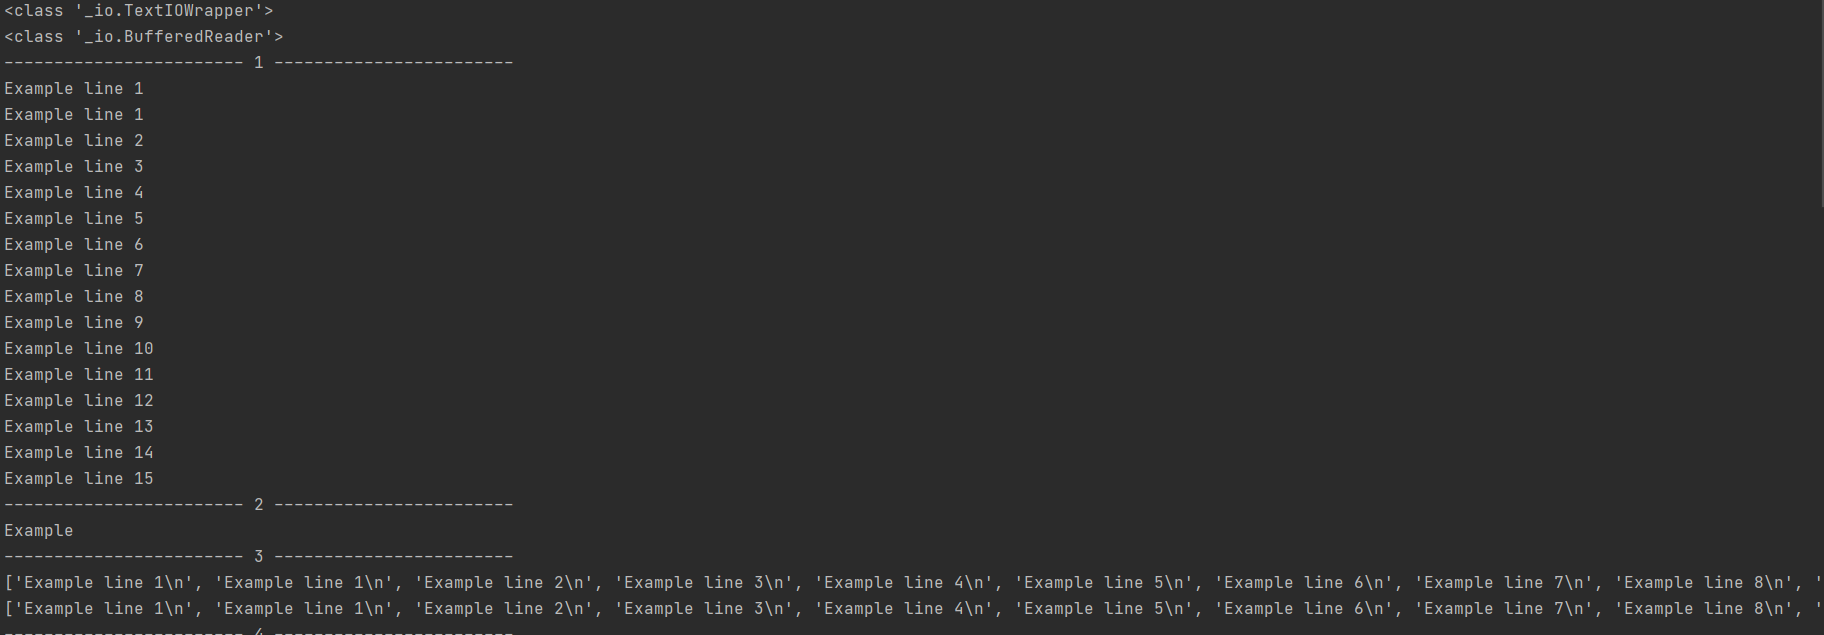 <class '_io.TextIOWrapper'>
<class '_io.BufferedReader'>
------------------------ 1 ------------------------
Example line 1
Example line 1
Example line 2
Example line 3
Example line 4
Example line 5
Example line 6
Example line 7
Example line 8
Example line 9
Example line 10
Example line 11
Example line 12
Example line 13
Example line 14
Example line 15
------------------------ 2 ------------------------
Example
------------------------ 3 ------------------------
['Example line 1\n', 'Example line 1\n', 'Example line 2\n', 'Example line 3\n', 'Example line 4\n', 'Example line 5\n', 'Example line 6\n', 'Example line 7\n', 'Example line 8\n', '
['Example line 1\n', 'Example line 1\n', 'Example line 2\n', 'Example line 3\n', 'Example line 4\n', 'Example line 5\n', 'Example line 6\n', 'Example line 7\n', 'Example line 8\n', '
------------------------ 4 ------------------------